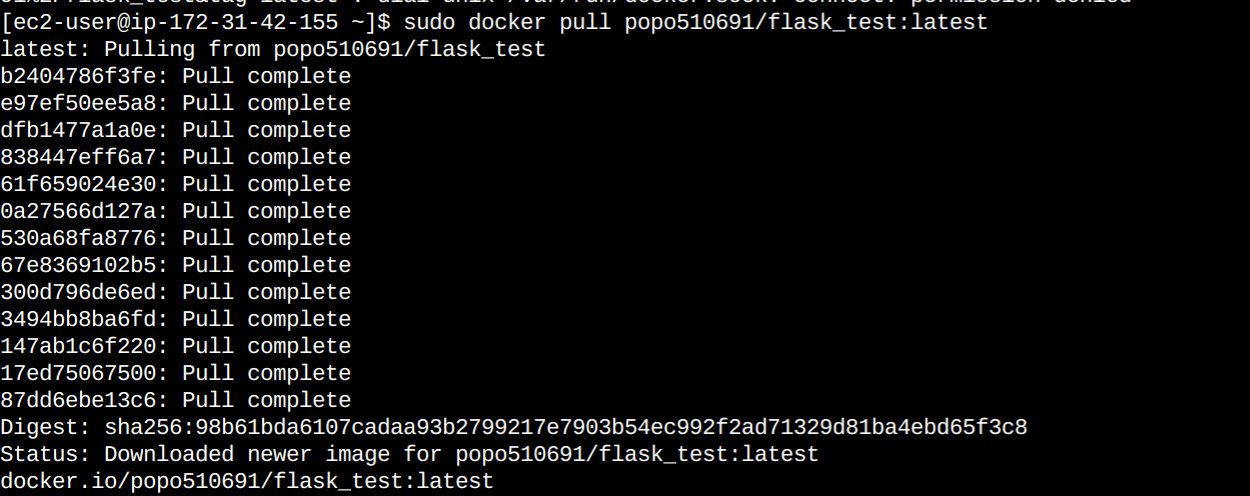 permission denied
[ec2-user@ip-172-31-42-155 ~]$ sudo docker pull popo510691/flask_test:latest
latest: Pulling from popo510691/flask_test
b2404786f3fe: Pull complete
e97ef50ee5a8: Pull complete
dfb1477a1a0e: Pull complete
838447eff6a7: Pull complete
61f659024e30: Pull complete
0a27566d127a: Pull complete
530a68fa8776: Pull complete
67e8369102b5: Pull complete
300d796de6ed: Pull complete
3494bb8ba6fd: Pull complete
147ab1c6f220: Pull complete
17ed75067500: Pull complete
87dd6ebe13c6: Pull complete
Digest: sha256:98b61bda6107cadaa93b2799217e7903b54ec992f2ad71329d81ba4ebd65f3c8
Status: Downloaded newer image for popo510691/flask_test:latest
docker.io/popo510691/flask_test:latest